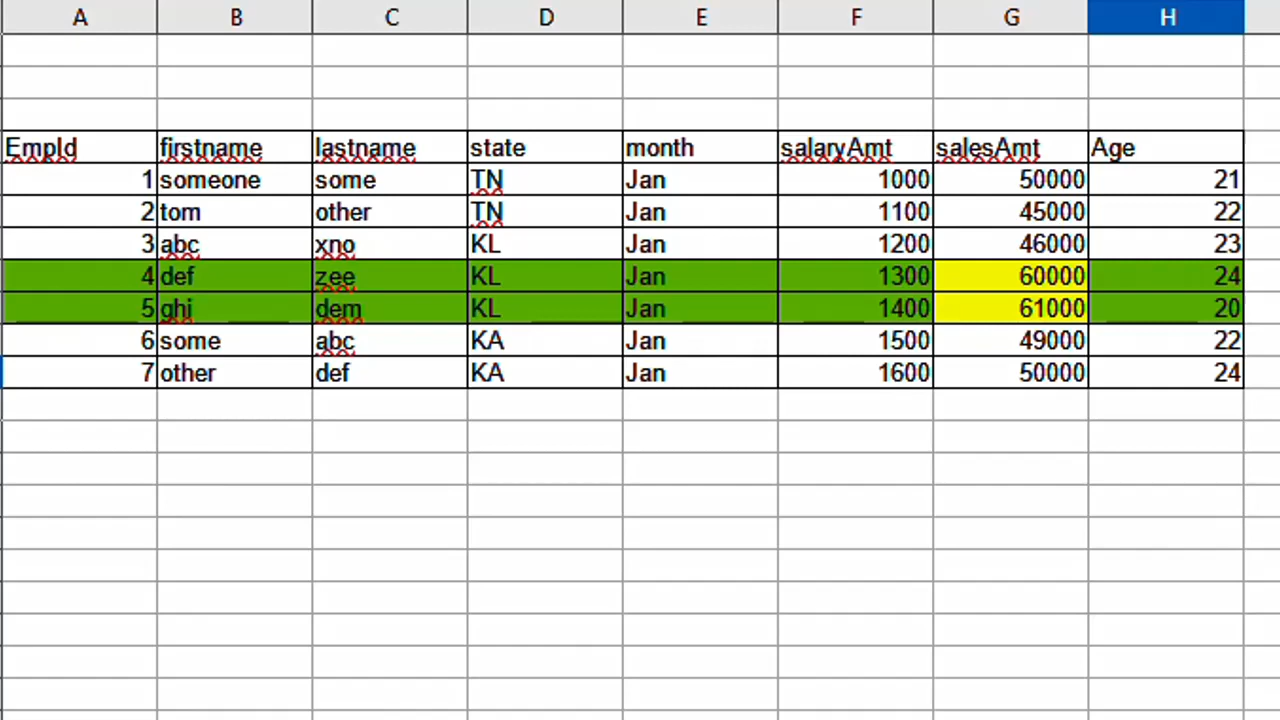 A B C D E F G H
EmpId firstname lastname state month salaryAmt salesAmt Age
1 someone some TN Jan 1000 50000 21
2 tom other TN Jan 1100 45000 22
3 abc xno KL Jan 1200 46000 23
4 def zee KL Jan 1300 60000 24
5 ghi dem KL Jan 1400 61000 20
6 some abc KA Jan 1500 49000 22
7 other def KA Jan 1600 50000 24